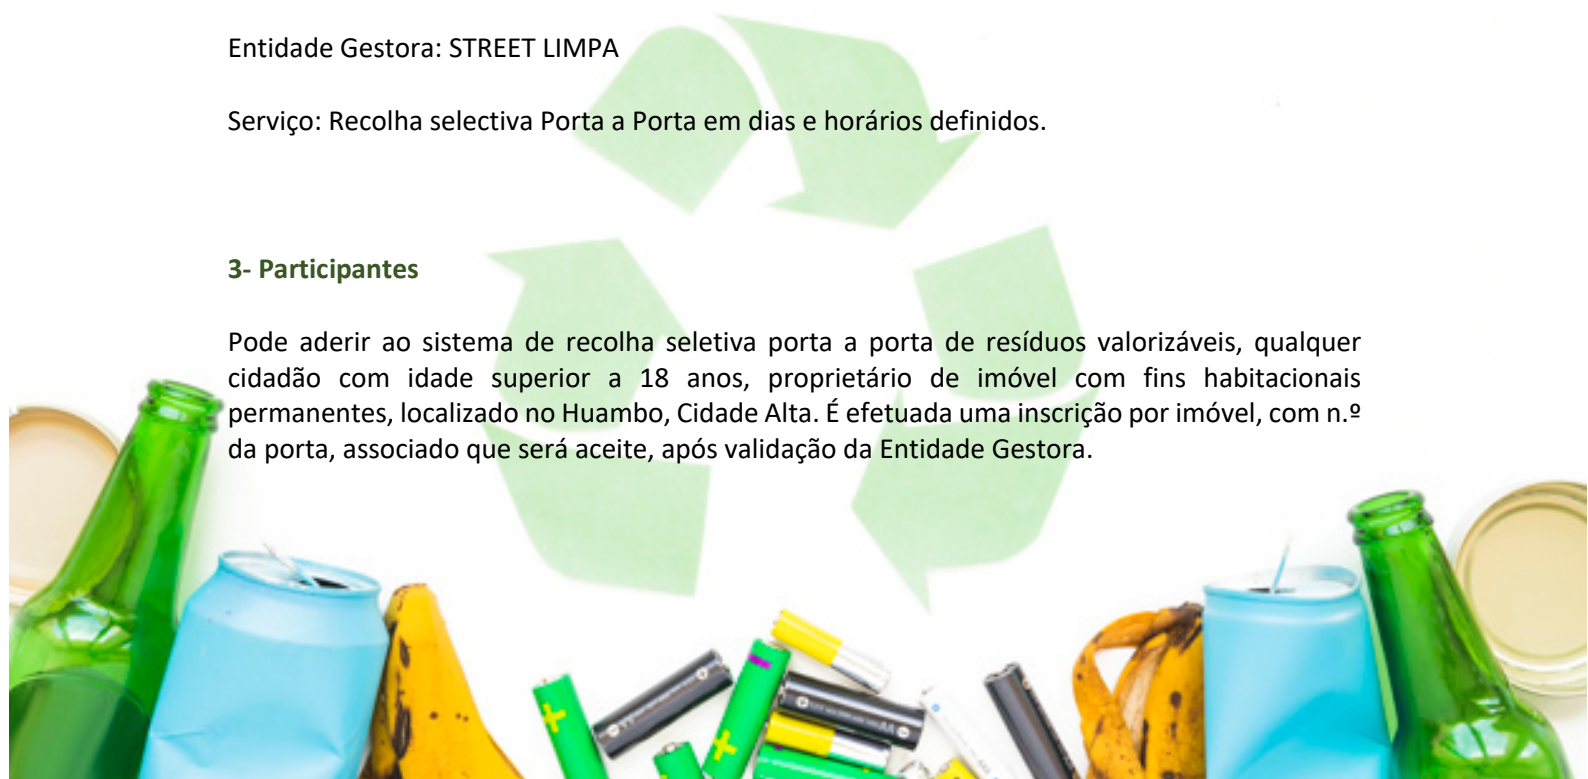 Entidade Gestora: STREET LIMPA
Serviço: Recolha selectiva Porta a Porta em dias e horários definidos.
3- Participantes
Pode aderir ao sistema de recolha seletiva porta a porta de resíduos valorizáveis, qualquer
cidadão com idade superior a 18 anos, proprietário de imóvel com fins habitacionais
permanentes, localizado no Huambo, Cidade Alta. É efetuada uma inscrição por imóvel, com n.º
da porta, associado que será aceite, após validação da Entidade Gestora.